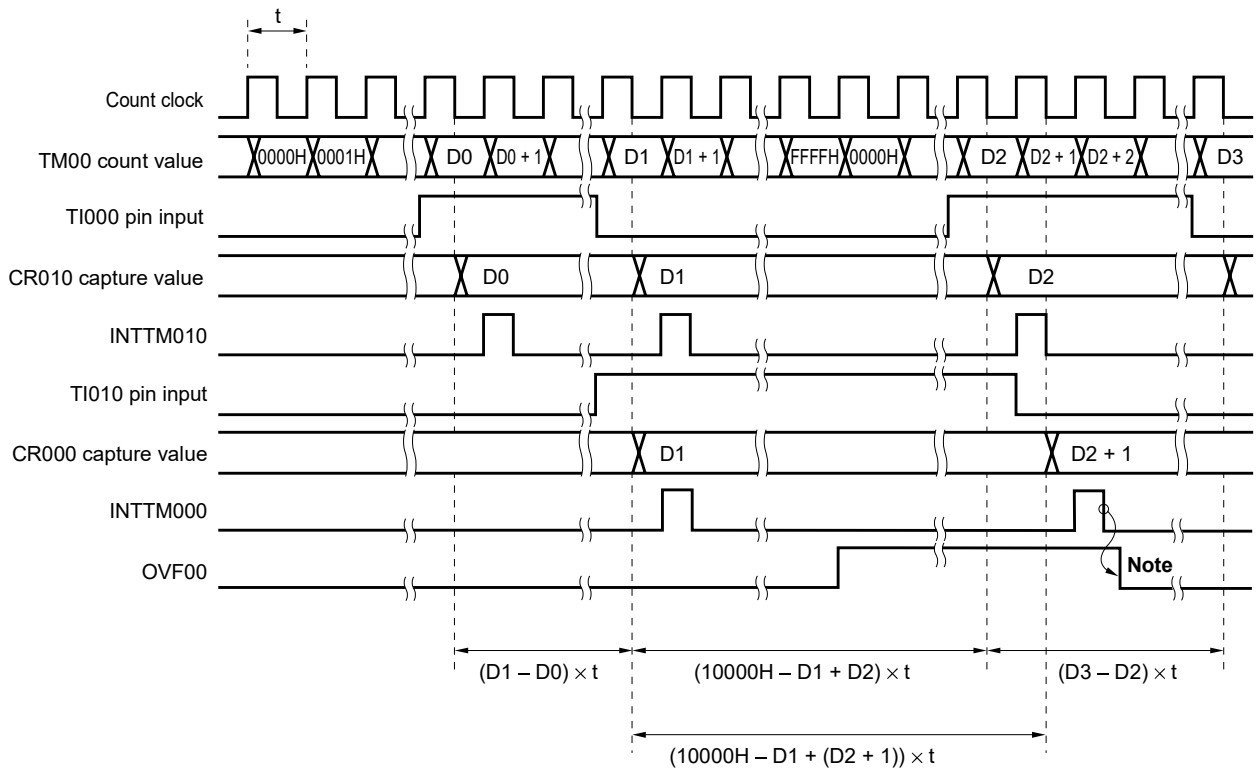 t
Count clock
TM00 count value 0000H 0001H D0 D0 + 1 D1 D1 + 1 FFFFH 0000H D2 D2 + 1 D2 + 2 D3
TI000 pin input
CR010 capture value D0 D1 D2
INTTM010
TI010 pin input
CR000 capture value D1 D2 + 1
INTTM000
OVF00 Note
(D1 – D0) × t (10000H – D1 + D2) × t (D3 – D2) × t
(10000H – D1 + (D2 + 1)) × t